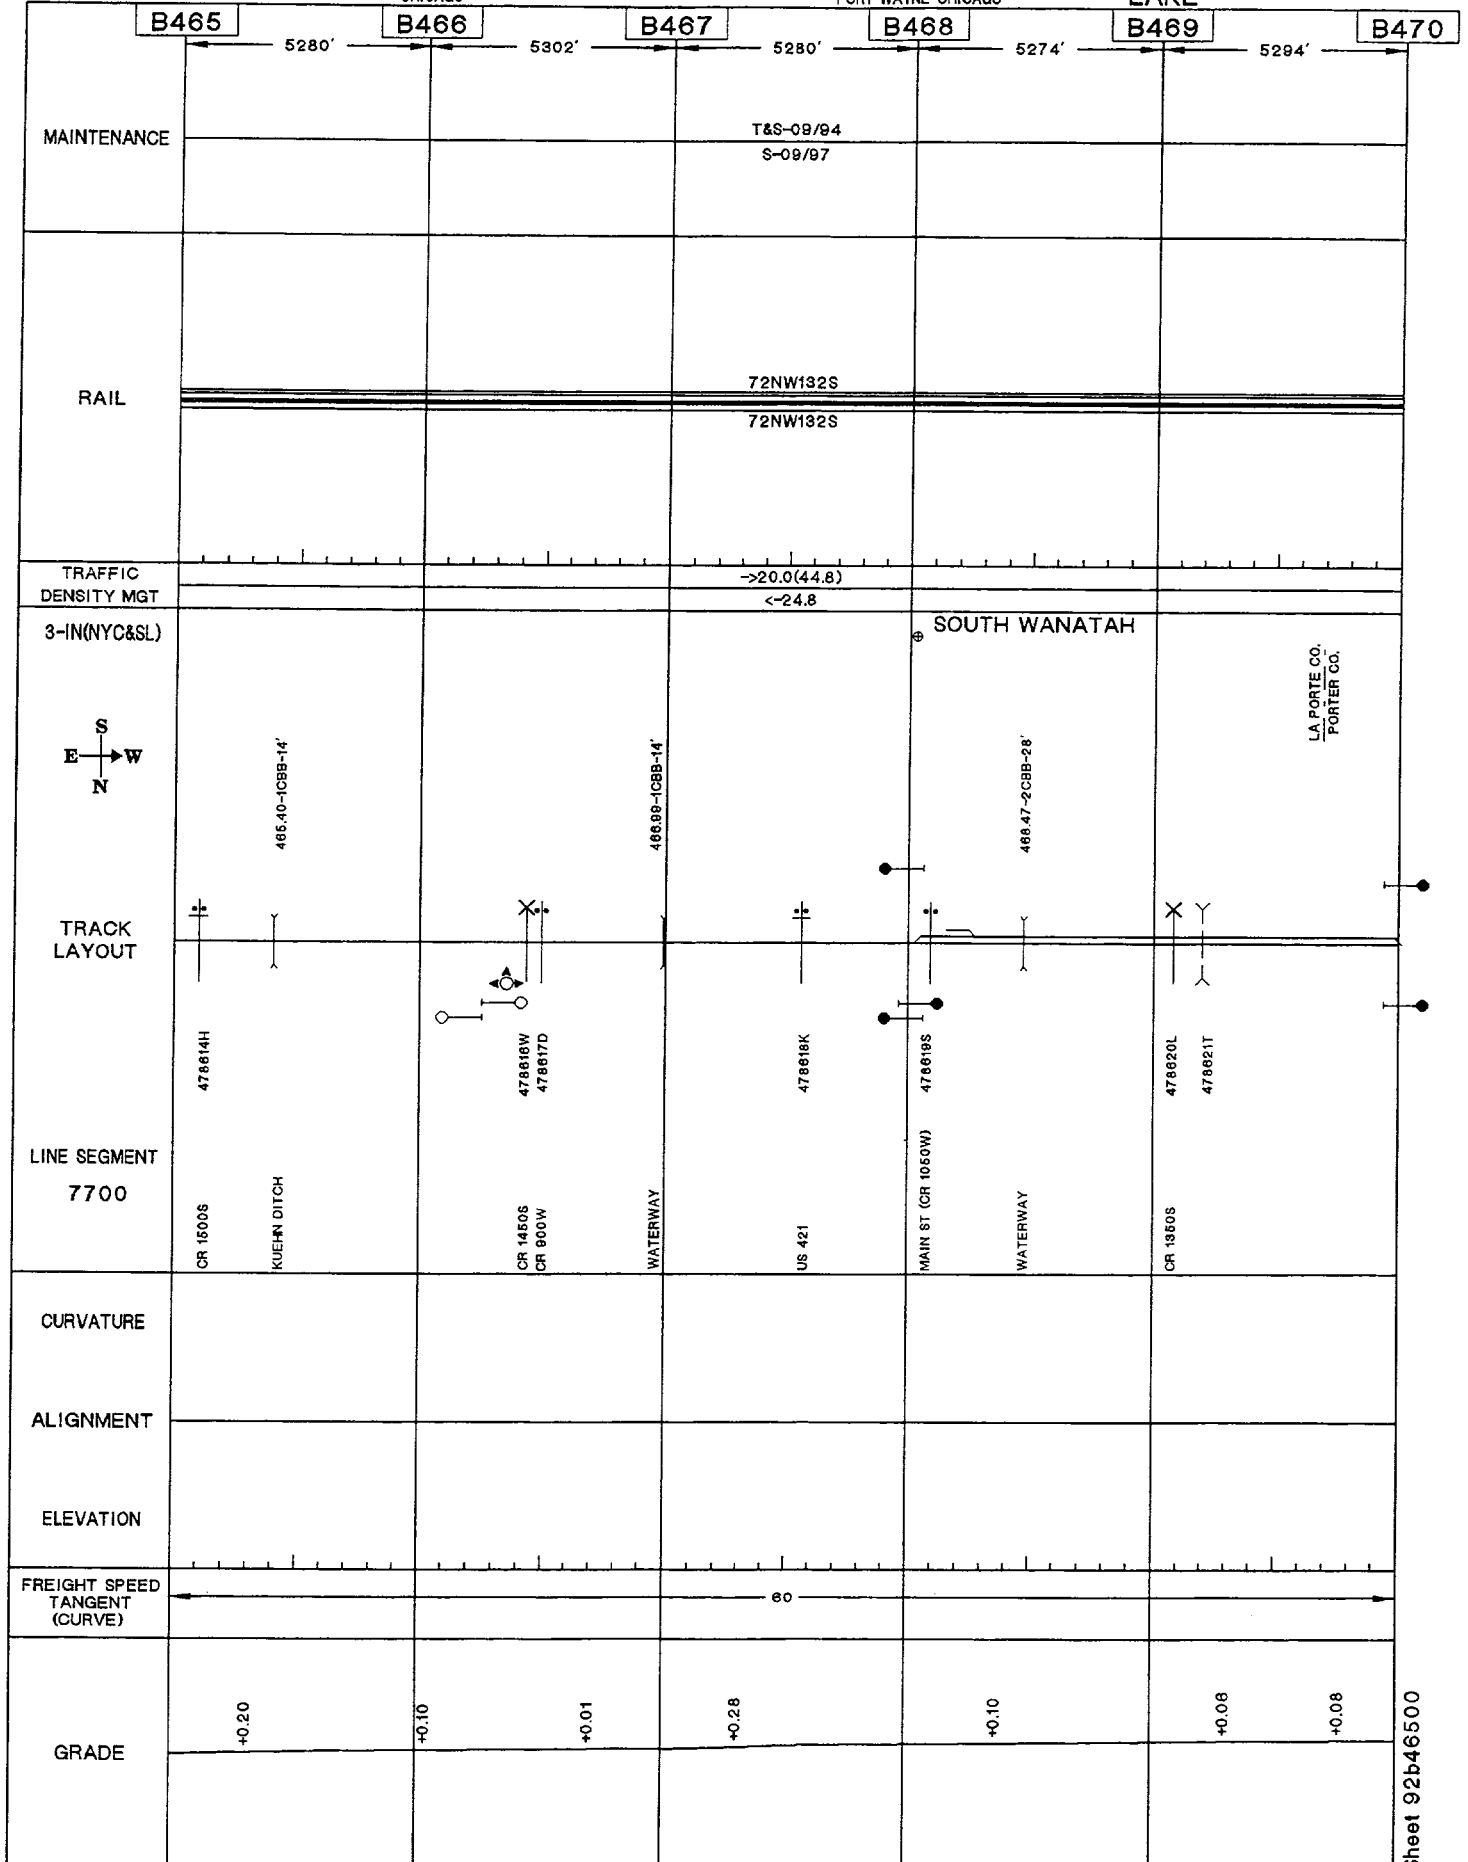 B465 B466 B467 B468 B469 B470
5280' 5302' 5280' 5274' 5294'
MAINTENANCE
T&S-09/94
S-09/97
RAIL
72NW132S
72NW132S
TRAFFIC
DENSITY MGT
->20.0(44.8)
<-24.8
3-IN(NYC&SL)
SOUTH WANATAH
LA PORTE CO.
PORTER CO.
S
E W
N
465.40-1CBB-14'
466.99-1CBB-14'
468.47-2CBB-28'
TRACK
LAYOUT
A
478614H
478616W
478617D
478618K
478619S
478620L
478621T
LINE SEGMENT
7700
CR 1500S
KUEHN DITCH
CR 1450S
CR 900W
WATERWAY
US 421
MAIN ST (CR 1050W)
WATERWAY
CR 1350S
CURVATURE
ALIGNMENT
ELEVATION
FREIGHT SPEED
TANGENT
(CURVE)
60
GRADE
+0.20
+0.10
+0.01
+0.28
+0.10
+0.08
+0.08
92b46500